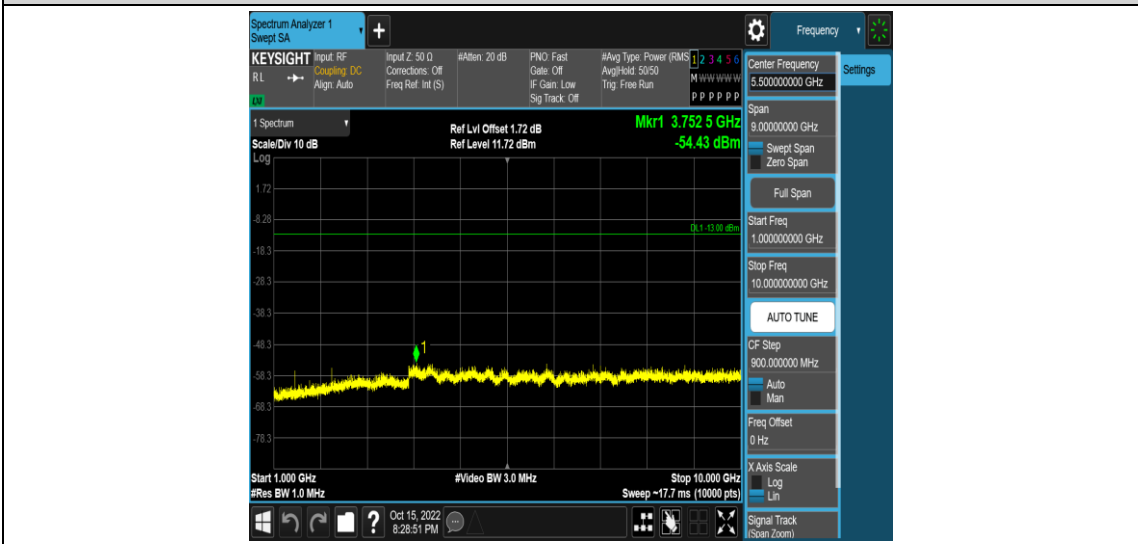 Spectrum Analyzer 1
Swept SA
+
Frequency
KEYSIGHT
RL
LXI
Input: RF
Coupling: DC
Align: Auto
Input Z: 50 Ω
Corrections: Off
Freq Ref: Int (S)
#Atten: 20 dB
PNO: Fast
Gate: Off
IF Gain: Low
Sig Track: Off
#Avg Type: Power (RMS
Avg|Hold: 50/50
Trig: Free Run
1 2 3 4 5 6
M W W W W W
P P P P P P
Center Frequency
5.500000000 GHz
Settings
Span
9.00000000 GHz
Swept Span
Zero Span
Full Span
Start Freq
1.000000000 GHz
Stop Freq
10.000000000 GHz
AUTO TUNE
CF Step
900.000000 MHz
Auto
Man
Freq Offset
0 Hz
X Axis Scale
Log
Lin
Signal Track
(Span Zoom)
1 Spectrum
Scale/Div 10 dB
Log
Ref Lvl Offset 1.72 dB
Ref Level 11.72 dBm
Mkr1 3.752 5 GHz
-54.43 dBm
1.72
-8.28
DL1 -13.00 dBm
-18.3
-28.3
-38.3
-48.3
1
-58.3
-68.3
-78.3
Start 1.000 GHz
#Res BW 1.0 MHz
#Video BW 3.0 MHz
Stop 10.000 GHz
Sweep ~17.7 ms (10000 pts)
?
Oct 15, 2022
8:28:51 PM